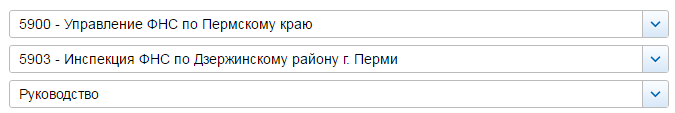 5900 - Управление ФНС по Пермскому краю
5903 - Инспекция ФНС по Дзержинскому району г. Перми
Руководство